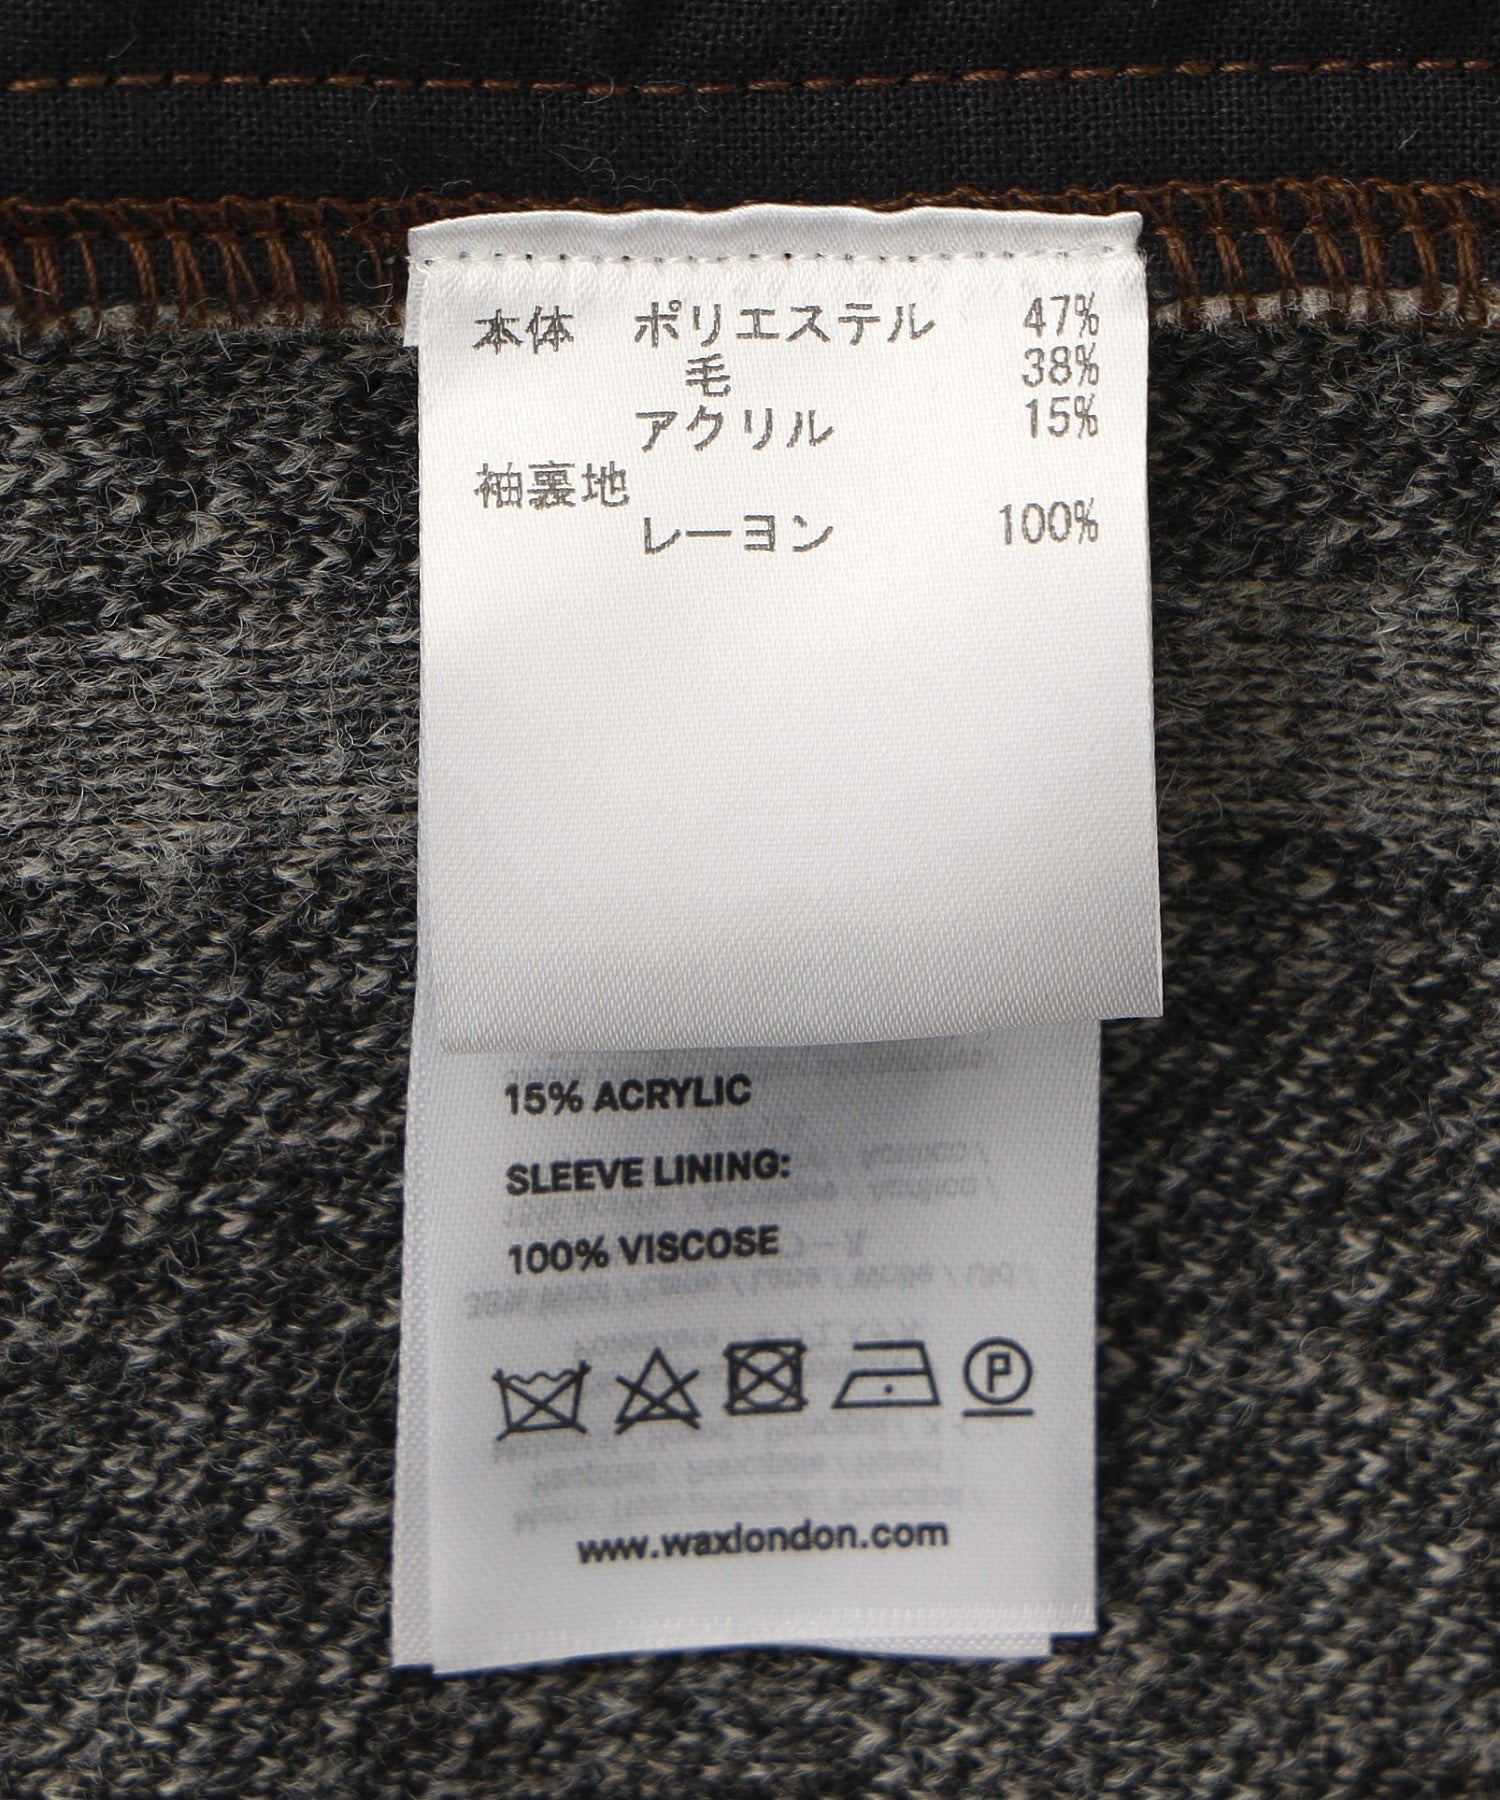 本体 ポリエステル 47%
毛 38%
アクリル 15%
袖裏地
レーヨン 100%
15% ACRYLIC
SLEEVE LINING:
100% VISCOSE
P
www.waxlondon.com